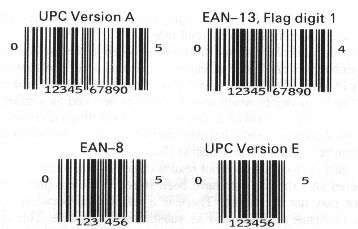 UPC Version A
0 12345 67890 5
EAN–13, Flag digit 1
0 12345 67890 4
EAN–8
0 123 456 5
UPC Version E
0 123456 5